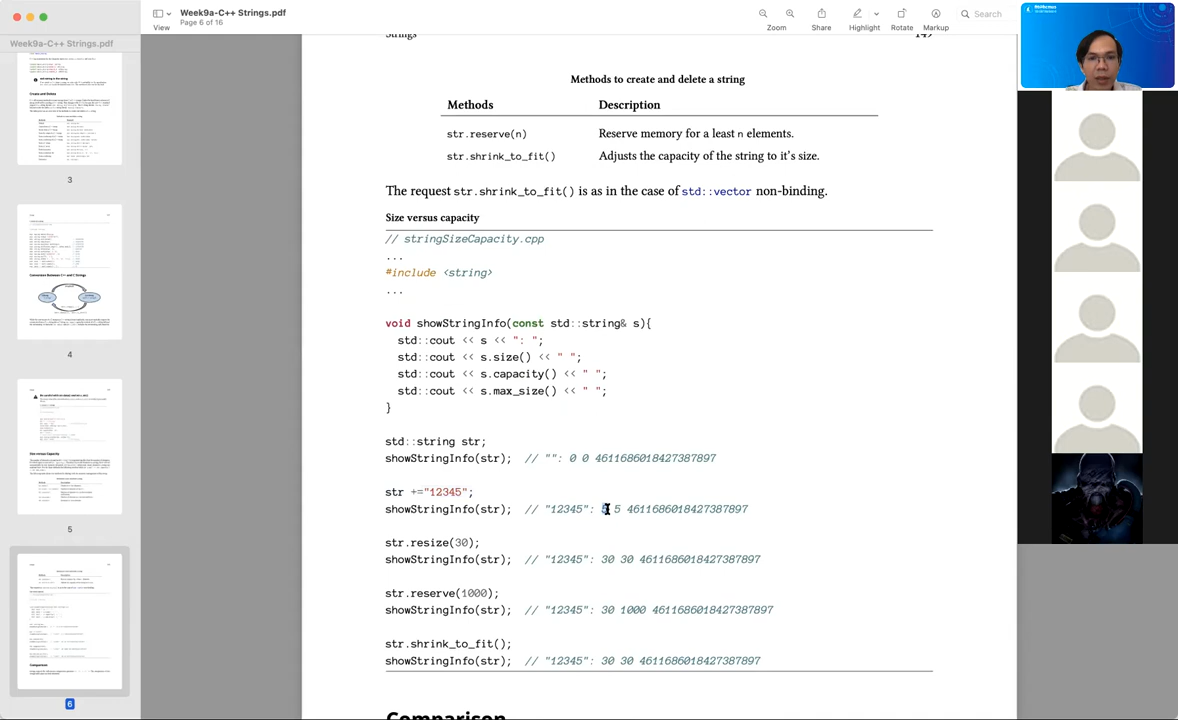 Week9a-C++ Strings.pdf
Page 6 of 16
View
Zoom
Share
Highlight
Rotate
Markup
Search
Week9a-C++ Strings.pdf
3
4
5
6
Strings
147
Methods to create and delete a string
Methods Description
str.reserve(n) Reserve memory for a least n elements.
str.shrink_to_fit() Adjusts the capacity of the string to it's size.
The request str.shrink_to_fit() is as in the case of std::vector non-binding.
Size versus capacity
// stringSizeCapacity.cpp
...
#include <string>
...
void showStringInfo(const std::string& s){
std::cout << s << ": ";
std::cout << s.size() << " ";
std::cout << s.capacity() << " ";
std::cout << s.max_size() << " ";
}
std::string str;
showStringInfo(str); // "": 0 0 4611686018427387897
str +="12345";
showStringInfo(str); // "12345": 5 5 4611686018427387897
str.resize(30);
showStringInfo(str); // "12345": 30 30 4611686018427387897
str.reserve(1000);
showStringInfo(str); // "12345": 30 1000 4611686018427387897
str.shrink_to_fit();
showStringInfo(str); // "12345": 30 30 4611686018427387897
Comparison